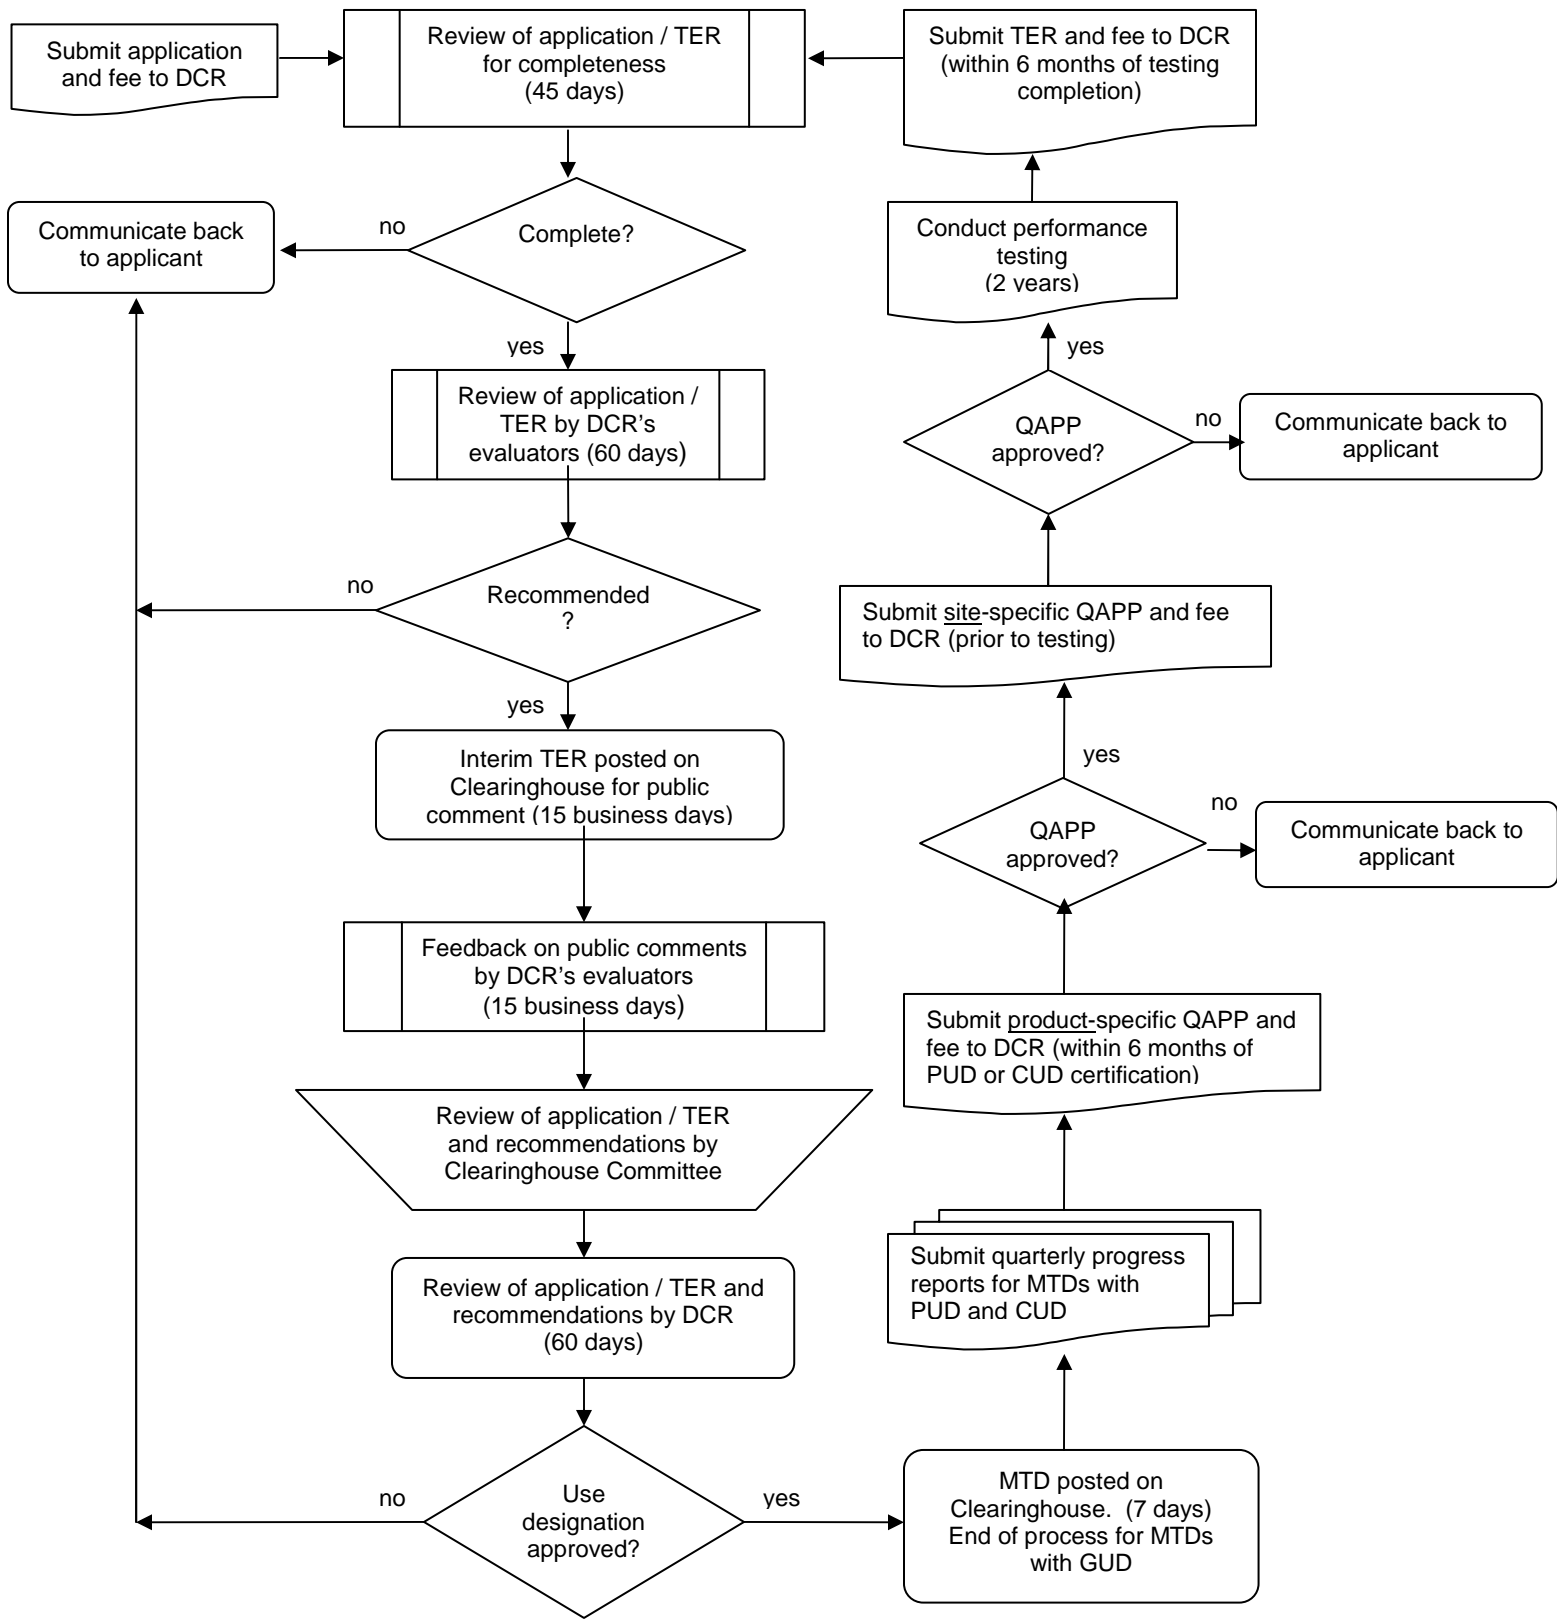 Submit application
and fee to DCR
Review of application / TER
for completeness
(45 days)
Submit TER and fee to DCR
(within 6 months of testing
completion)
Communicate back
to applicant
no
Complete?
yes
Conduct performance
testing
(2 years)
yes
Review of application /
TER by DCR’s
evaluators (60 days)
QAPP
approved?
no
Communicate back to
applicant
no
Recommended
?
yes
Submit site-specific QAPP and fee
to DCR (prior to testing)
Interim TER posted on
Clearinghouse for public
comment (15 business days)
yes
QAPP
approved?
no
Communicate back to
applicant
Feedback on public comments
by DCR’s evaluators
(15 business days)
Submit product-specific QAPP and
fee to DCR (within 6 months of
PUD or CUD certification)
Review of application / TER
and recommendations by
Clearinghouse Committee
Submit quarterly progress
reports for MTDs with
PUD and CUD
Review of application / TER and
recommendations by DCR
(60 days)
no
Use
designation
approved?
yes
MTD posted on
Clearinghouse. (7 days)
End of process for MTDs
with GUD